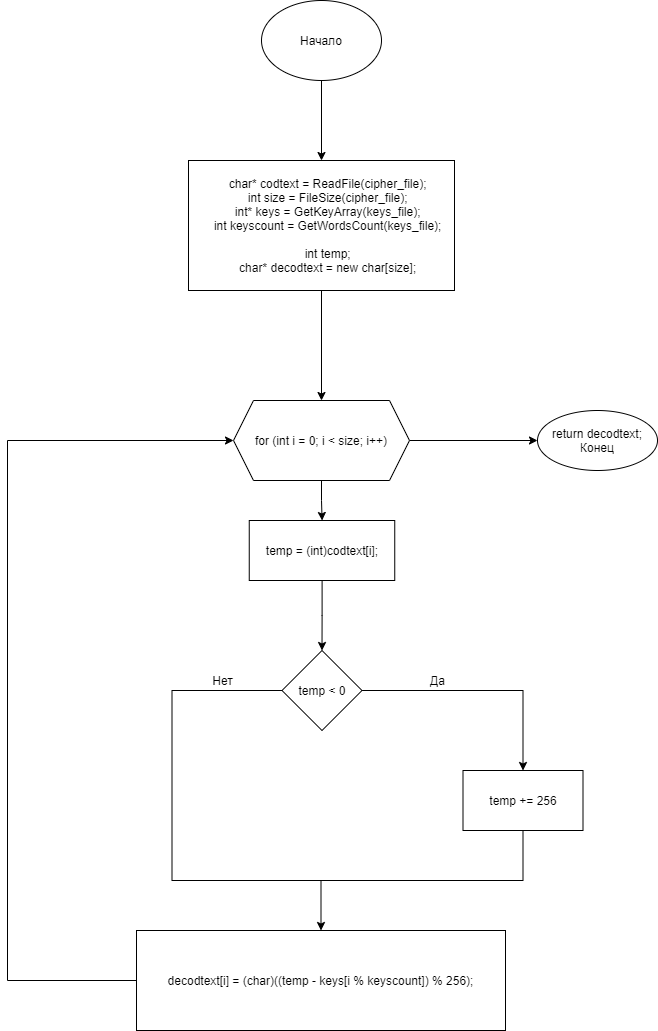 Начало
char* codtext = ReadFile(cipher_file);
int size = FileSize(cipher_file);
int* keys = GetKeyArray(keys_file);
int keyscount = GetWordsCount(keys_file);
int temp;
char* decodtext = new char[size];
for (int i = 0; i < size; i++)
return decodtext;
Конец
temp = (int)codtext[i];
Нет
temp < 0
Да
temp += 256
decodtext[i] = (char)((temp - keys[i % keyscount]) % 256);